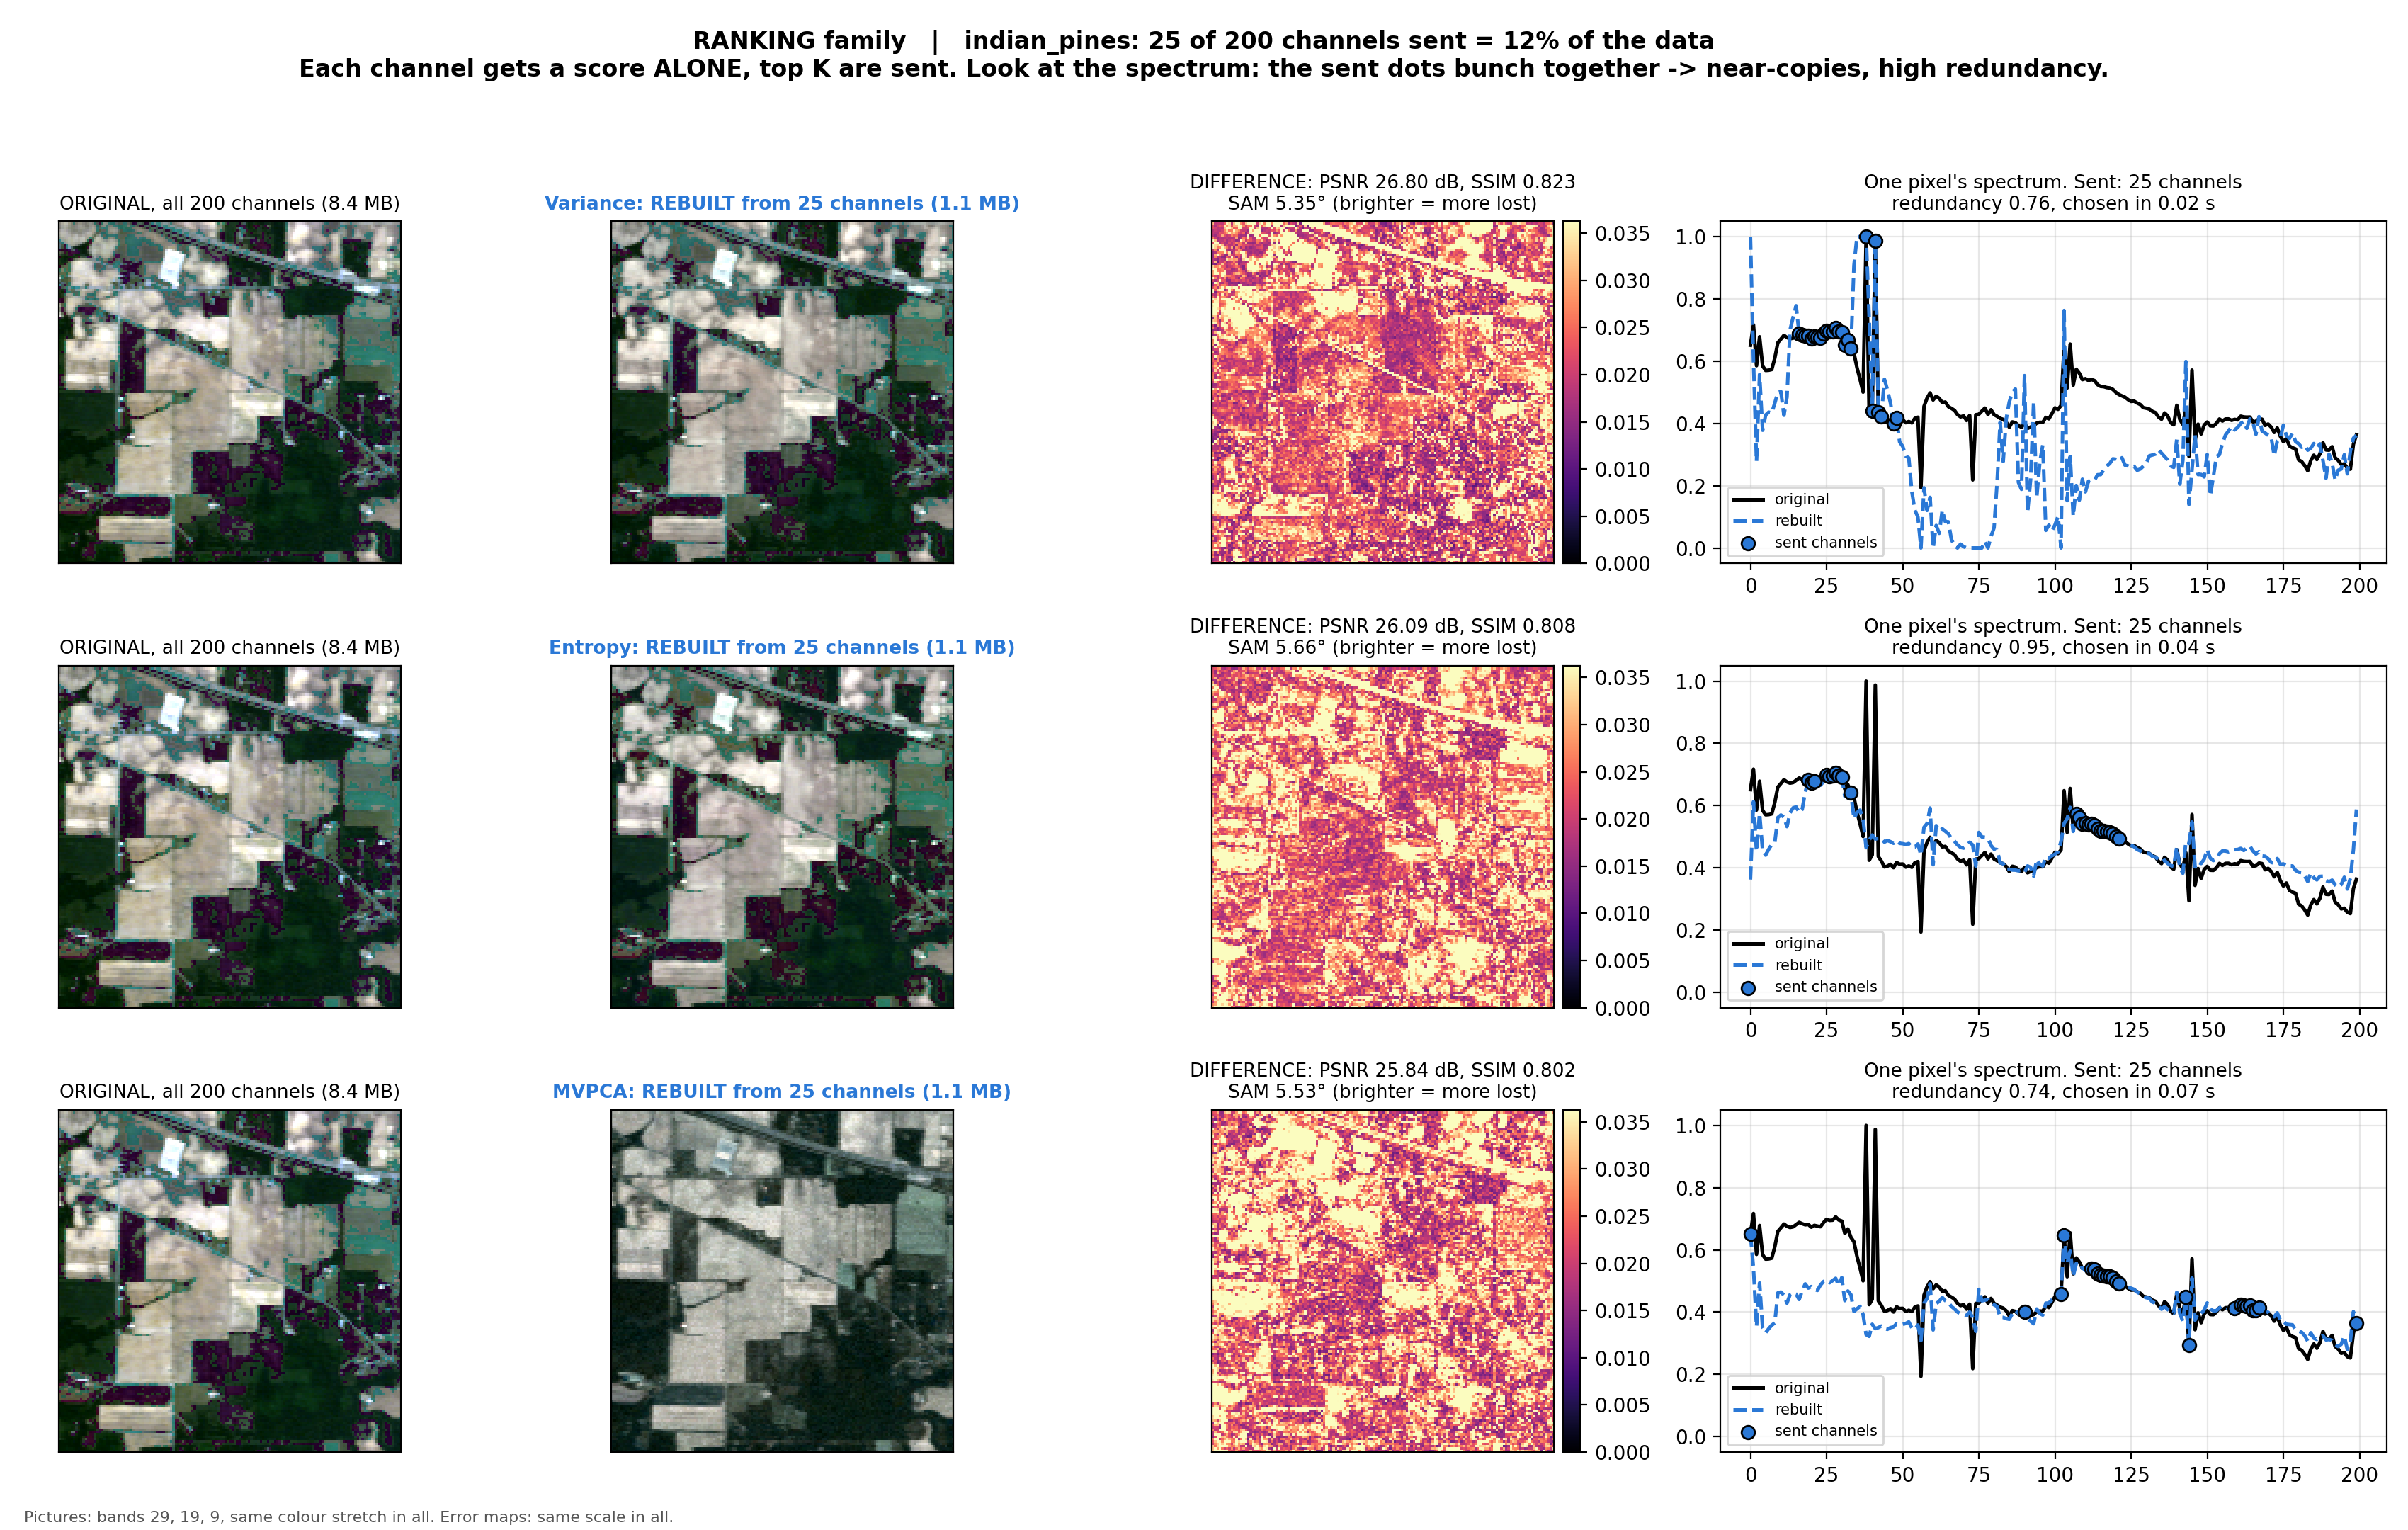 RANKING family | indian_pines: 25 of 200 channels sent = 12% of the data
Each channel gets a score ALONE, top K are sent. Look at the spectrum: the sent dots bunch together -> near-copies, high redundancy.
ORIGINAL, all 200 channels (8.4 MB)
Variance: REBUILT from 25 channels (1.1 MB)
DIFFERENCE: PSNR 26.80 dB, SSIM 0.823
SAM 5.35° (brighter = more lost)
0.035
0.030
0.025
0.020
0.015
0.010
0.005
0.000
One pixel's spectrum. Sent: 25 channels
redundancy 0.76, chosen in 0.02 s
1.0
0.8
0.6
0.4
0.2
0.0
original
rebuilt
sent channels
0 25 50 75 100 125 150 175 200
ORIGINAL, all 200 channels (8.4 MB)
Entropy: REBUILT from 25 channels (1.1 MB)
DIFFERENCE: PSNR 26.09 dB, SSIM 0.808
SAM 5.66° (brighter = more lost)
0.035
0.030
0.025
0.020
0.015
0.010
0.005
0.000
One pixel's spectrum. Sent: 25 channels
redundancy 0.95, chosen in 0.04 s
1.0
0.8
0.6
0.4
0.2
0.0
original
rebuilt
sent channels
0 25 50 75 100 125 150 175 200
ORIGINAL, all 200 channels (8.4 MB)
MVPCA: REBUILT from 25 channels (1.1 MB)
DIFFERENCE: PSNR 25.84 dB, SSIM 0.802
SAM 5.53° (brighter = more lost)
0.035
0.030
0.025
0.020
0.015
0.010
0.005
0.000
One pixel's spectrum. Sent: 25 channels
redundancy 0.74, chosen in 0.07 s
1.0
0.8
0.6
0.4
0.2
0.0
original
rebuilt
sent channels
0 25 50 75 100 125 150 175 200
Pictures: bands 29, 19, 9, same colour stretch in all. Error maps: same scale in all.